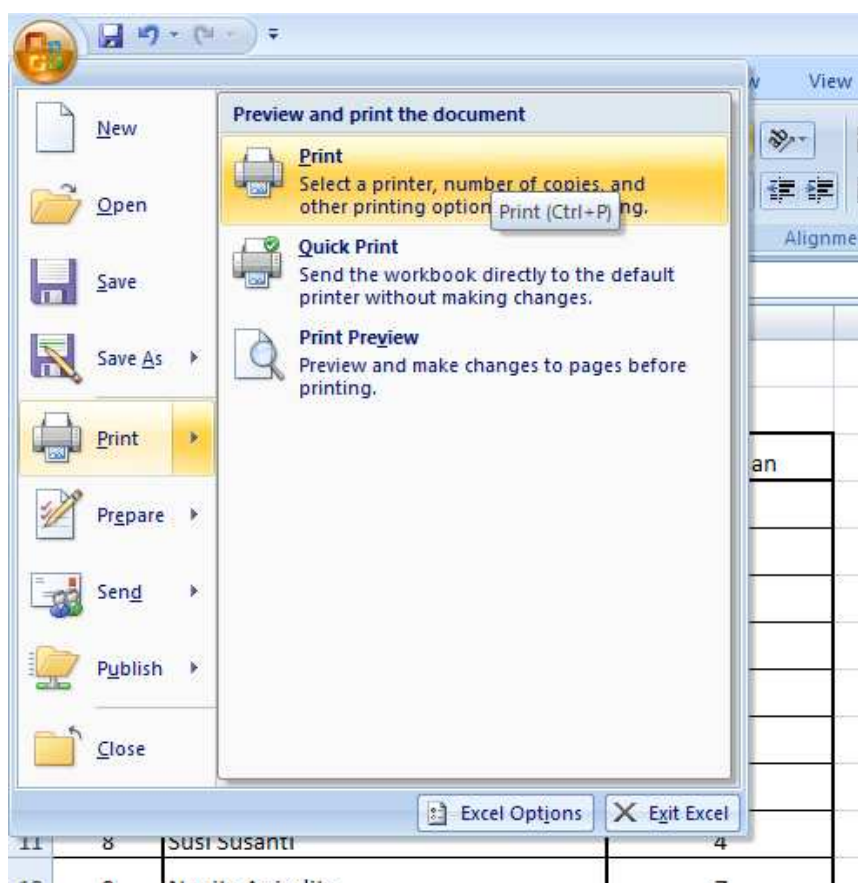 View
New
Open
Save
Save As
Print
Prepare
Send
Publish
Close
Preview and print the document
Print
Select a printer, number of copies, and
other printing option
Print (Ctrl+P)
ng.
Quick Print
Send the workbook directly to the default
printer without making changes.
Print Preview
Preview and make changes to pages before
printing.
Alignme
an
Excel Options
Exit Excel
11 8 Susi Susanti 4